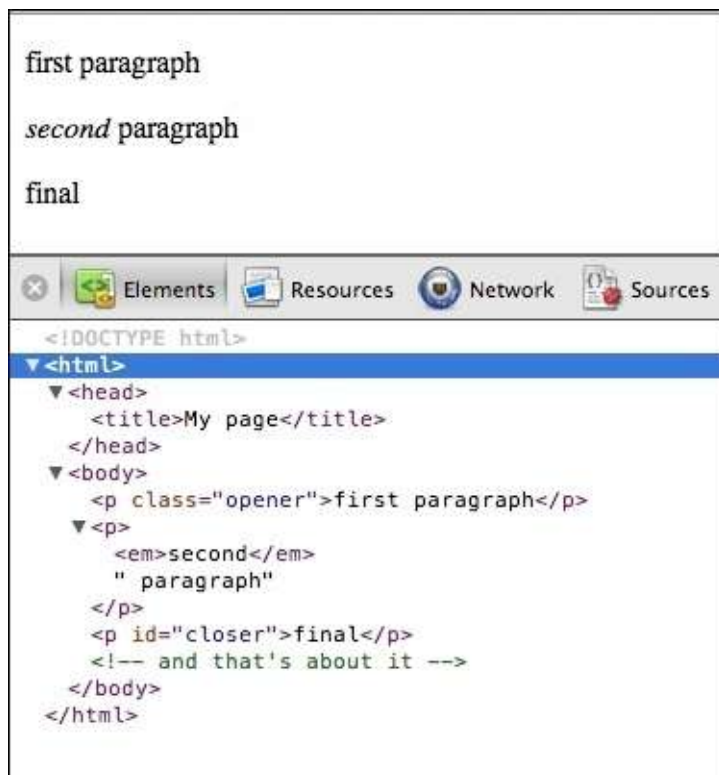 first paragraph
second paragraph
final
Elements Resources Network Sources
<!DOCTYPE html>
▼<html>
▼<head>
<title>My page</title>
</head>
▼<body>
<p class="opener">first paragraph</p>
▼<p>
<em>second</em>
" paragraph"
</p>
<p id="closer">final</p>
<!-- and that's about it -->
</body>
</html>